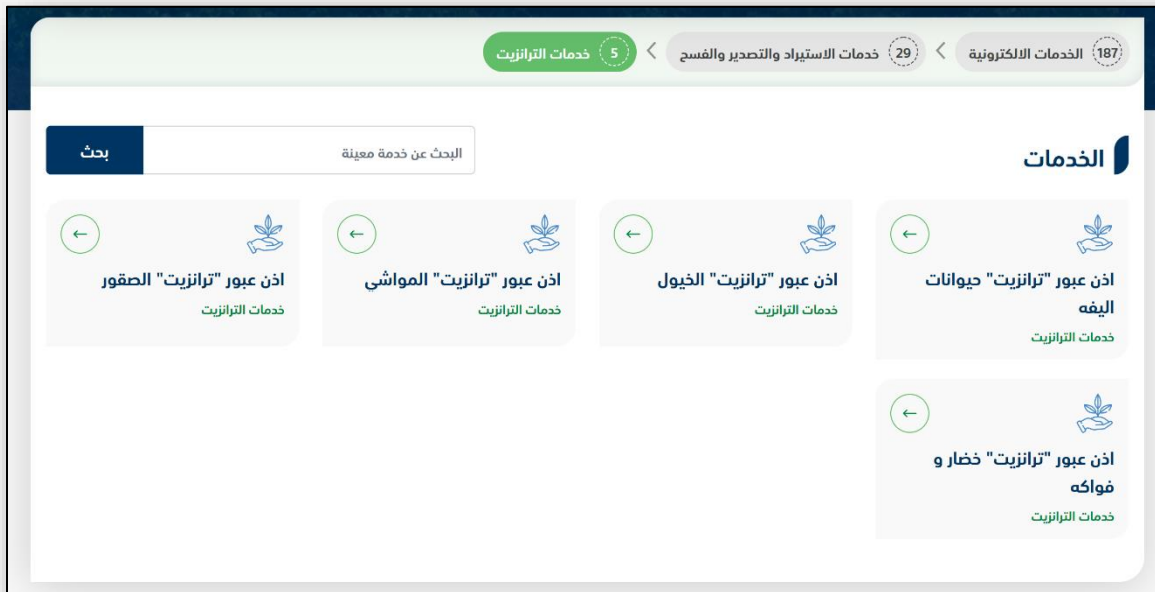 187 الخدمات الالكترونية > 29 خدمات الاستيراد والتصدير والفسح > 5 خدمات الترانزيت
الخدمات
البحث عن خدمة معينة
بحث
اذن عبور "ترانزيت" حيوانات
اليفه
خدمات الترانزيت
اذن عبور "ترانزيت" الخيول
خدمات الترانزيت
اذن عبور "ترانزيت" المواشي
خدمات الترانزيت
اذن عبور "ترانزيت" الصقور
خدمات الترانزيت
اذن عبور "ترانزيت" خضار و
فواكه
خدمات الترانزيت